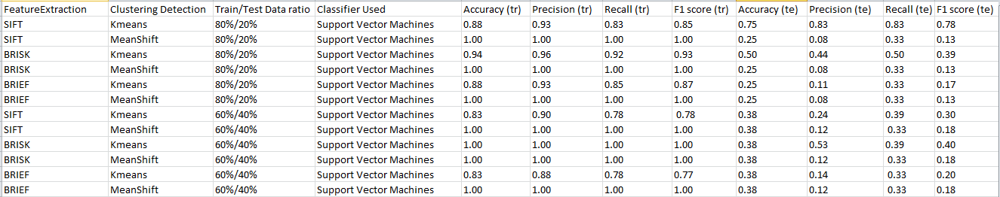 FeatureExtraction Clustering Detection Train/Test Data ratio Classifier Used Accuracy (tr) Precision (tr) Recall (tr) F1 score (tr) Accuracy (te) Precision (te) Recall (te) F1 score (te)
SIFT Kmeans 80%/20% Support Vector Machines 0.88 0.93 0.83 0.85 0.75 0.83 0.83 0.78
SIFT MeanShift 80%/20% Support Vector Machines 1.00 1.00 1.00 1.00 0.25 0.08 0.33 0.13
BRISK Kmeans 80%/20% Support Vector Machines 0.94 0.96 0.92 0.93 0.50 0.44 0.50 0.39
BRISK MeanShift 80%/20% Support Vector Machines 1.00 1.00 1.00 1.00 0.25 0.08 0.33 0.13
BRIEF Kmeans 80%/20% Support Vector Machines 0.88 0.93 0.85 0.87 0.25 0.11 0.33 0.17
BRIEF MeanShift 80%/20% Support Vector Machines 1.00 1.00 1.00 1.00 0.25 0.08 0.33 0.13
SIFT Kmeans 60%/40% Support Vector Machines 0.83 0.90 0.78 0.78 0.38 0.24 0.39 0.30
SIFT MeanShift 60%/40% Support Vector Machines 1.00 1.00 1.00 1.00 0.38 0.12 0.33 0.18
BRISK Kmeans 60%/40% Support Vector Machines 1.00 1.00 1.00 1.00 0.38 0.53 0.39 0.40
BRISK MeanShift 60%/40% Support Vector Machines 1.00 1.00 1.00 1.00 0.38 0.12 0.33 0.18
BRIEF Kmeans 60%/40% Support Vector Machines 0.83 0.88 0.78 0.77 0.38 0.14 0.33 0.20
BRIEF MeanShift 60%/40% Support Vector Machines 1.00 1.00 1.00 1.00 0.38 0.12 0.33 0.18